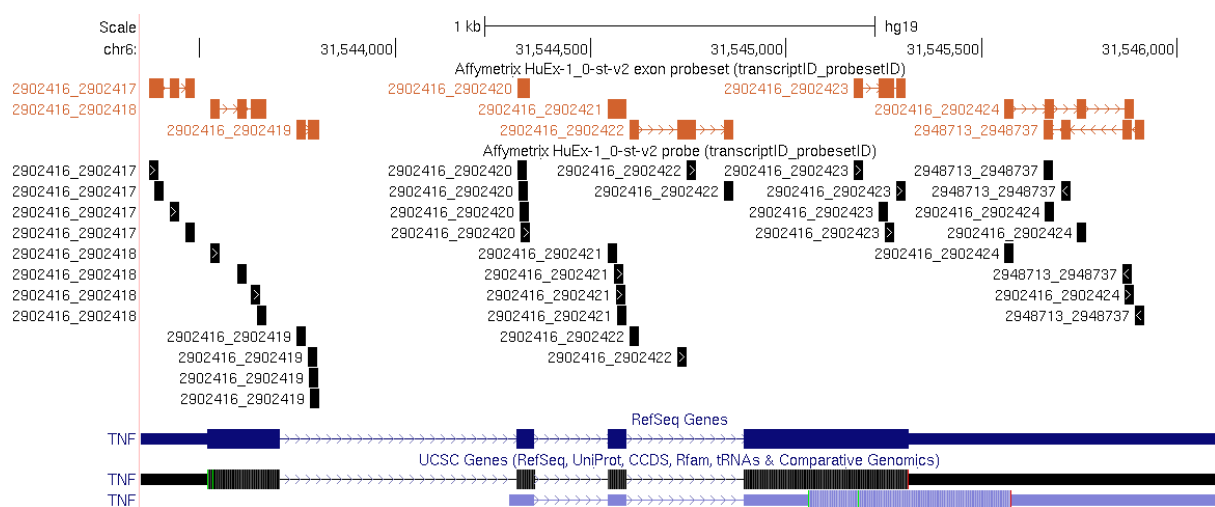 Scale 1 kb hg19
chr6: 31,544,000 31,544,500 31,545,000 31,545,500 31,546,000
Affymetrix HuEx-1_0-st-v2 exon probeset (transcriptID_probesetID)
2902416_2902417 2902416_2902420 2902416_2902423
2902416_2902418 2902416_2902421 2902416_2902424
2902416_2902419 2902416_2902422 2948713_2948737
Affymetrix HuEx-1_0-st-v2 probe (transcriptID_probesetID)
2902416_2902417 2902416_2902420 2902416_2902422 2902416_2902423 2948713_2948737
2902416_2902417 2902416_2902420 2902416_2902422 2902416_2902423 2948713_2948737
2902416_2902417 2902416_2902420 2902416_2902423 2902416_2902424
2902416_2902417 2902416_2902420 2902416_2902423 2902416_2902424
2902416_2902418 2902416_2902421 2902416_2902424
2902416_2902418 2902416_2902421 2948713_2948737
2902416_2902418 2902416_2902421 2902416_2902424
2902416_2902418 2902416_2902421 2948713_2948737
2902416_2902419 2902416_2902422
2902416_2902419 2902416_2902422
2902416_2902419
2902416_2902419
RefSeq Genes
TNF
UCSC Genes (RefSeq, UniProt, CCDS, Rfam, tRNAs & Comparative Genomics)
TNF
TNF